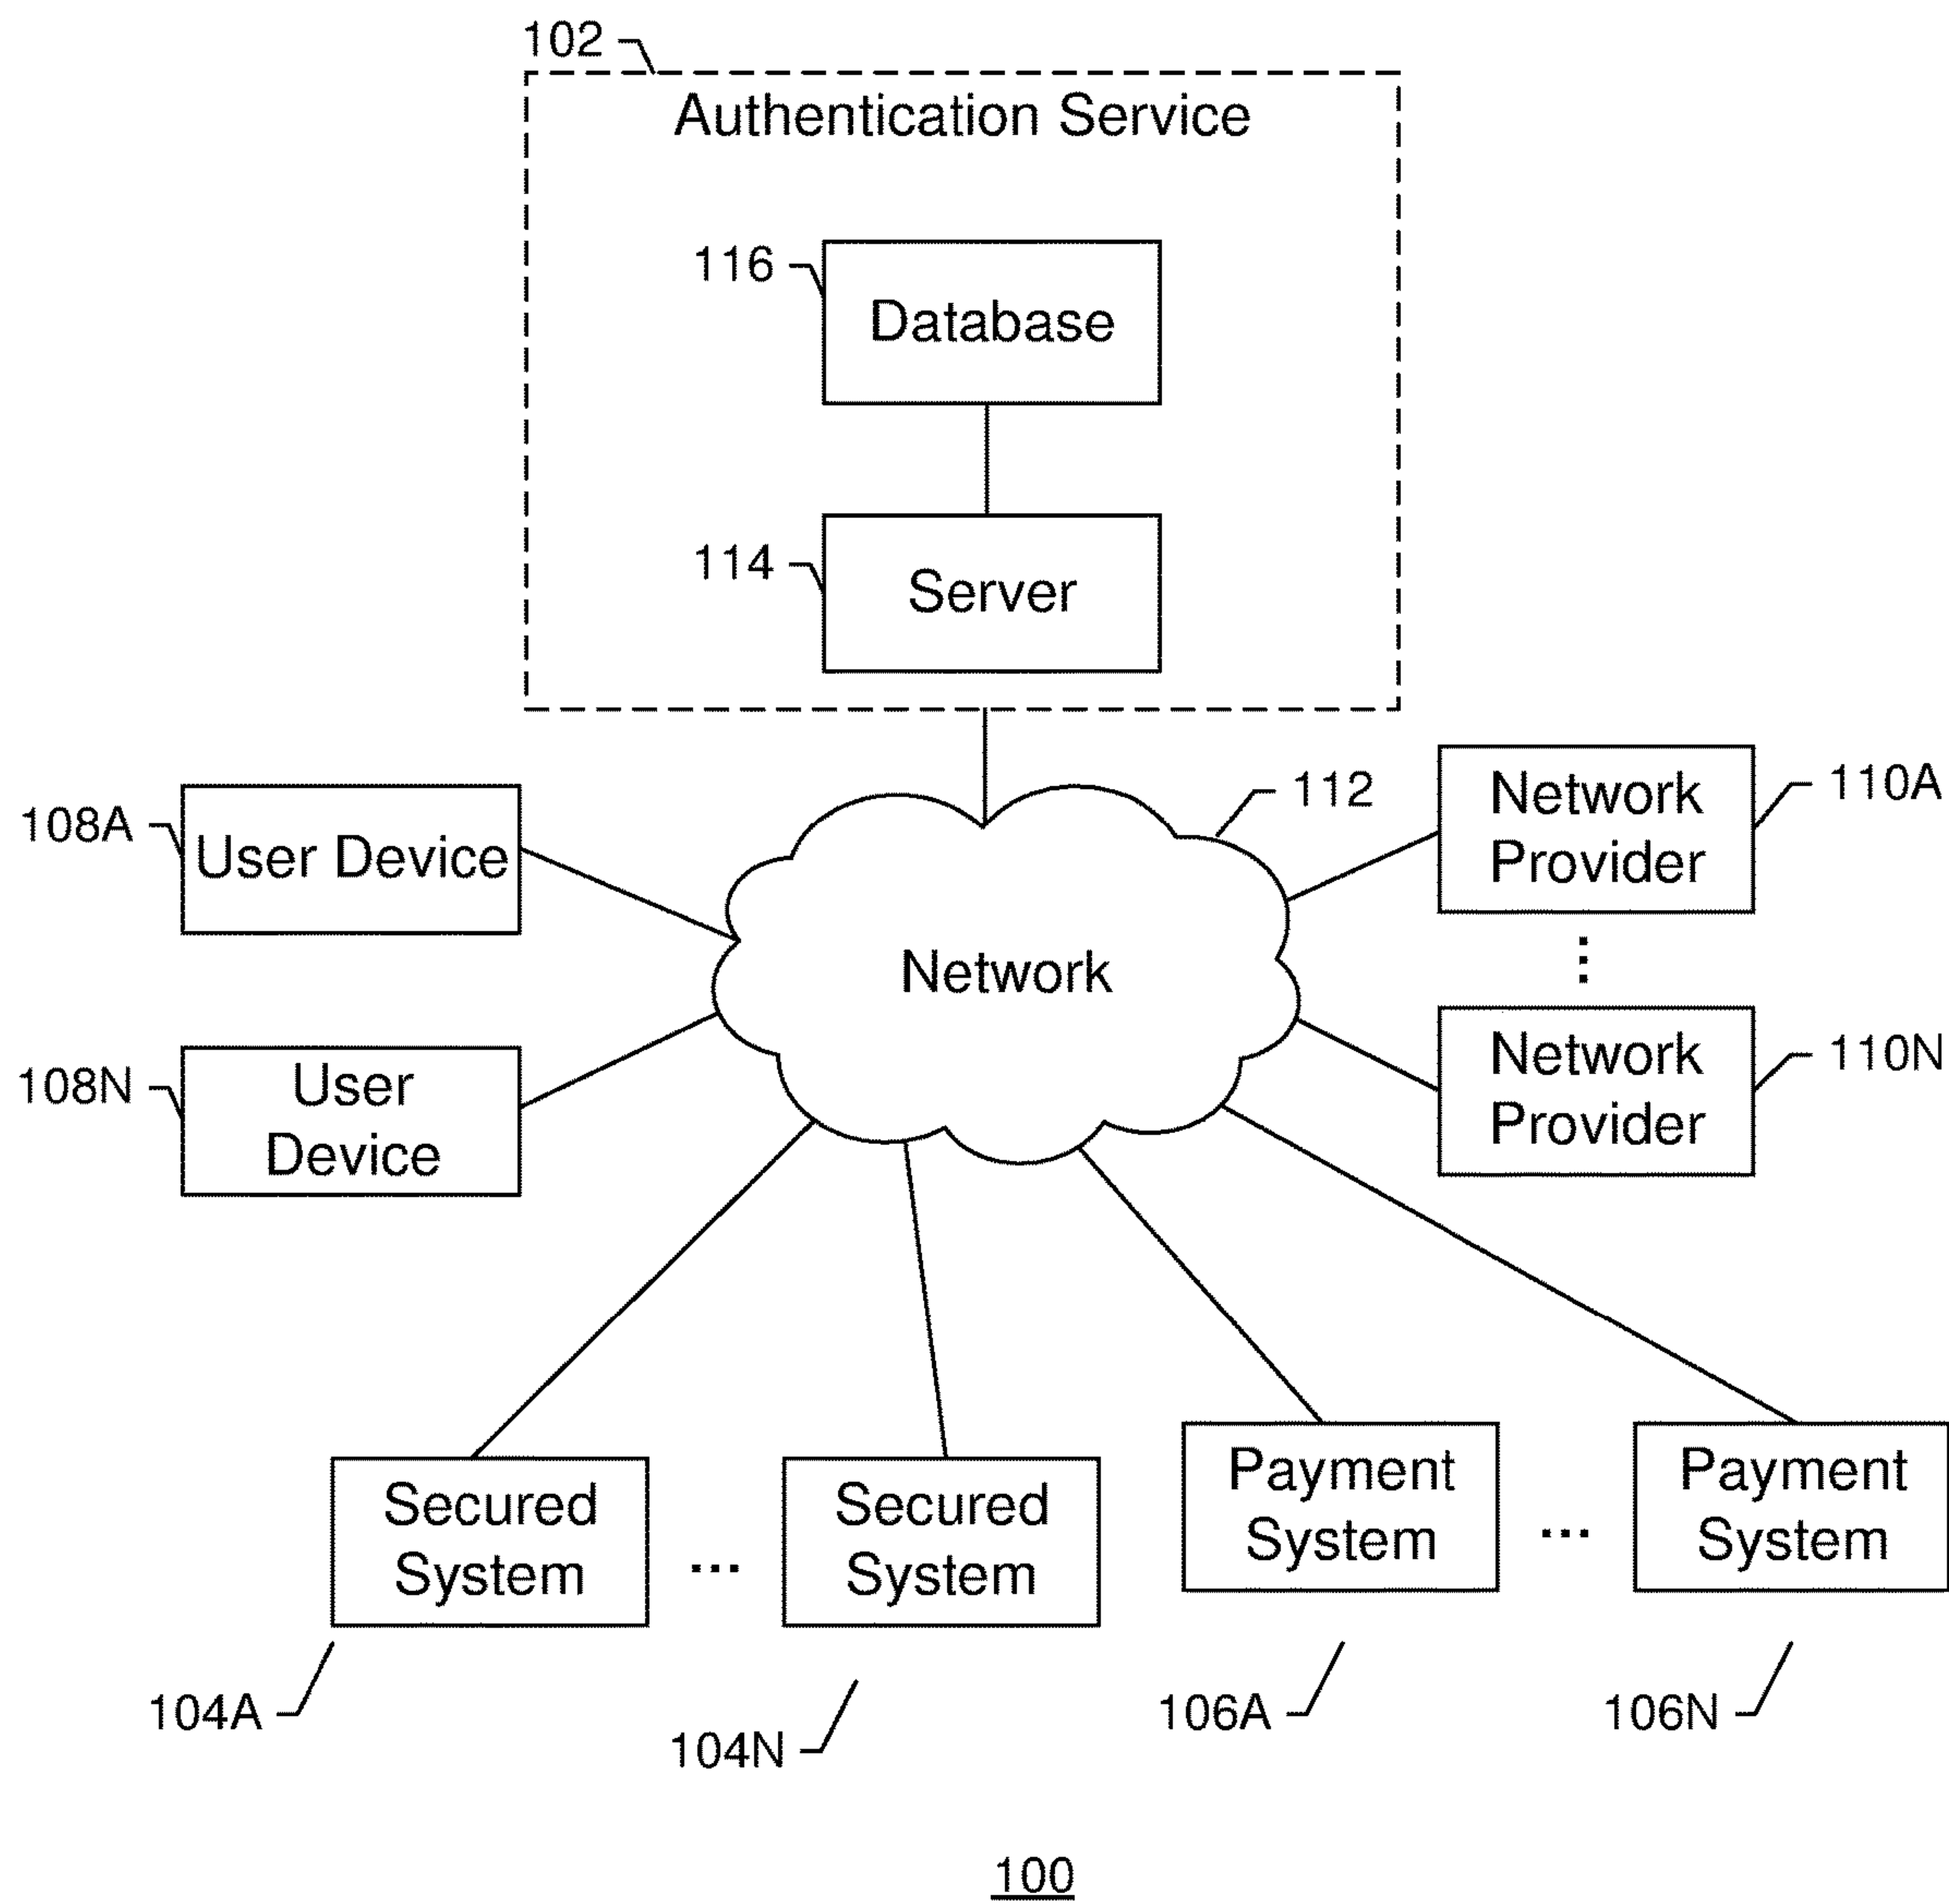 102
Authentication Service
116
Database
114
Server
112
108A
User Device
Network
Provider
110A
Network
108N
User
Device
Network
Provider
110N
Secured
System
...
Secured
System
Payment
System
...
Payment
System
104A
104N
106A
106N
100